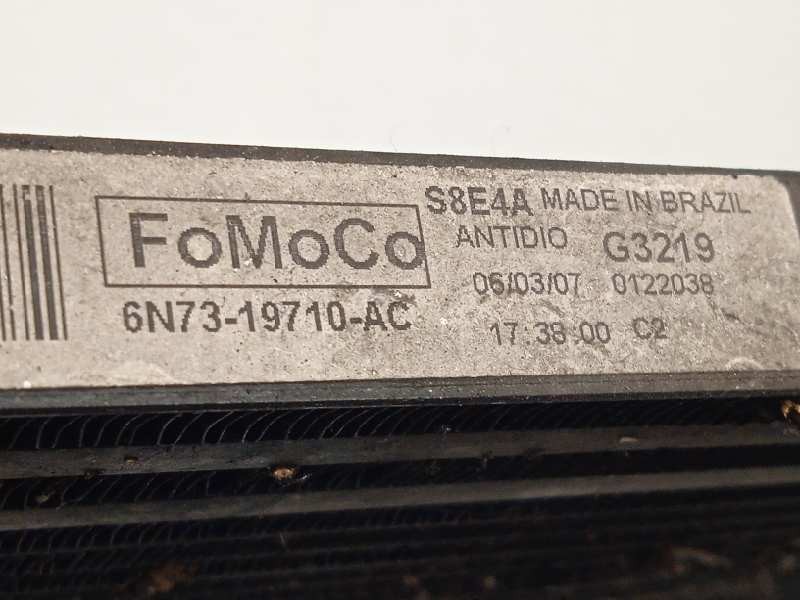 FoMoCo
6N73-19710-AC
S8E4A MADE IN BRAZIL
ANTIDIO G3219
06/03/07 0122038
17:38:00 C2